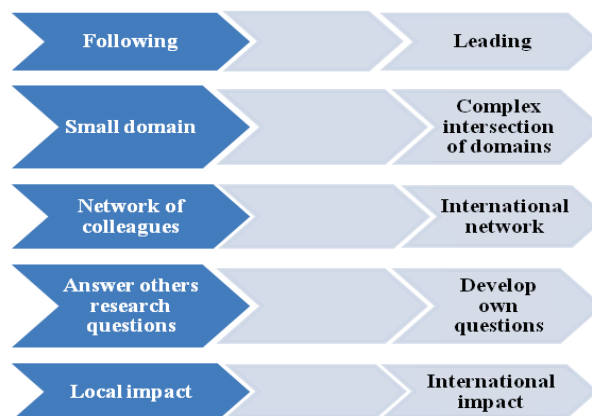 Following
Leading
Small domain
Complex
intersection
of domains
Network of
colleagues
International
network
Answer others
research
questions
Develop
own
questions
Local impact
International
impact